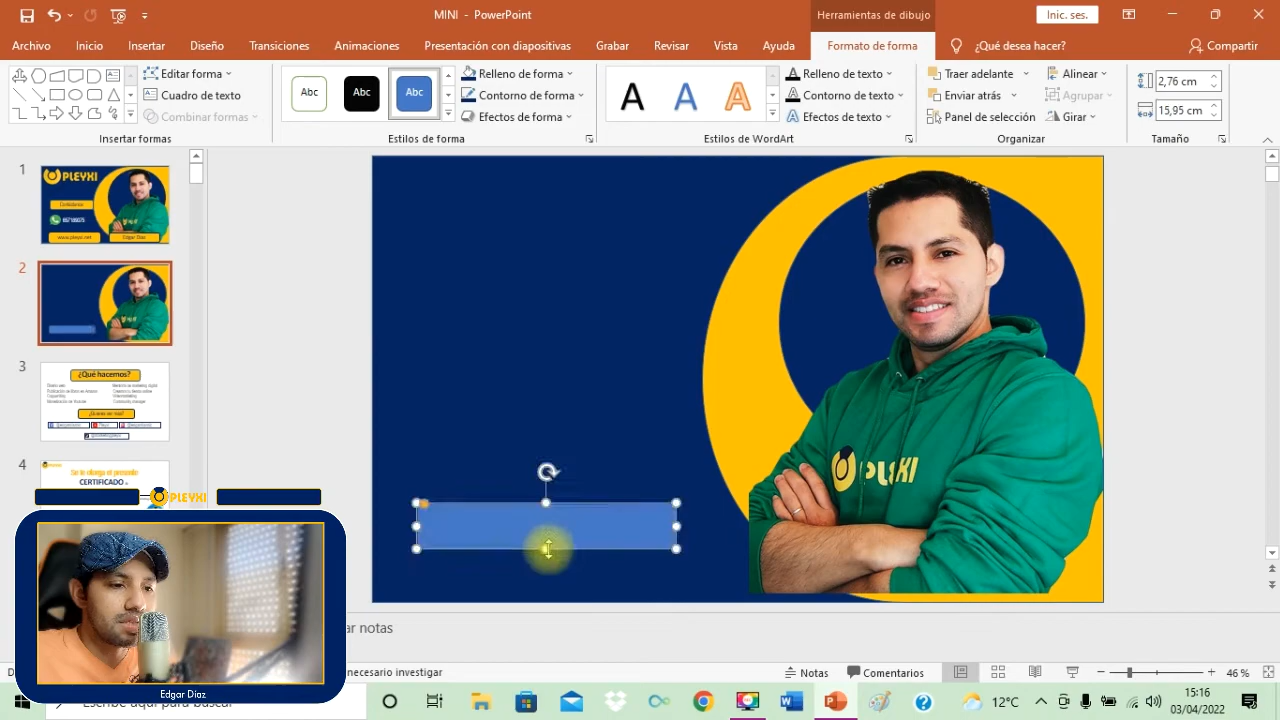 MINI - PowerPoint
Herramientas de dibujo
Inic. ses.
Archivo Inicio Insertar Diseño Transiciones Animaciones Presentación con diapositivas Grabar Revisar Vista Ayuda Formato de forma ¿Qué desea hacer? Compartir
Editar forma
Cuadro de texto
Combinar formas
Insertar formas
Abc Abc Abc
Relleno de forma
Contorno de forma
Efectos de forma
Estilos de forma
A A A
Relleno de texto
Contorno de texto
Efectos de texto
Estilos de WordArt
Traer adelante
Enviar atrás
Panel de selección
Alinear
Agrupar
Girar
Organizar
2,76 cm
15,95 cm
Tamaño
1
PLEYXI
www.pleyxi.net
Edgar Díaz
2
3
¿Qué hacemos?
4
Se le otorga el presente
CERTIFICADO
PLEYXI
PLEYXI
Edgar Díaz
ar notas
necesario investigar
Notas
Comentarios
46 %
Escribe aquí para buscar
12°C
15:16
03/04/2022